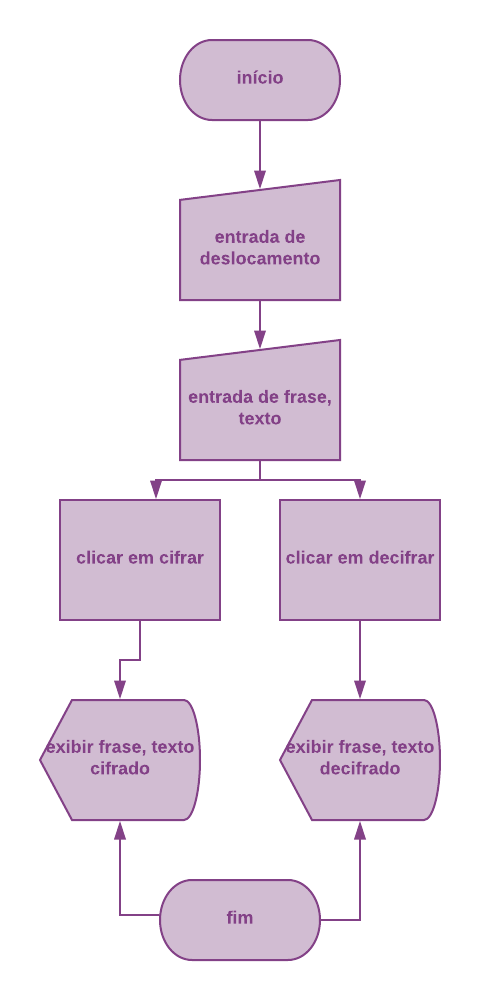 início
entrada de
deslocamento
entrada de frase,
texto
clicar em cifrar
clicar em decifrar
exibir frase, texto
cifrado
exibir frase, texto
decifrado
fim